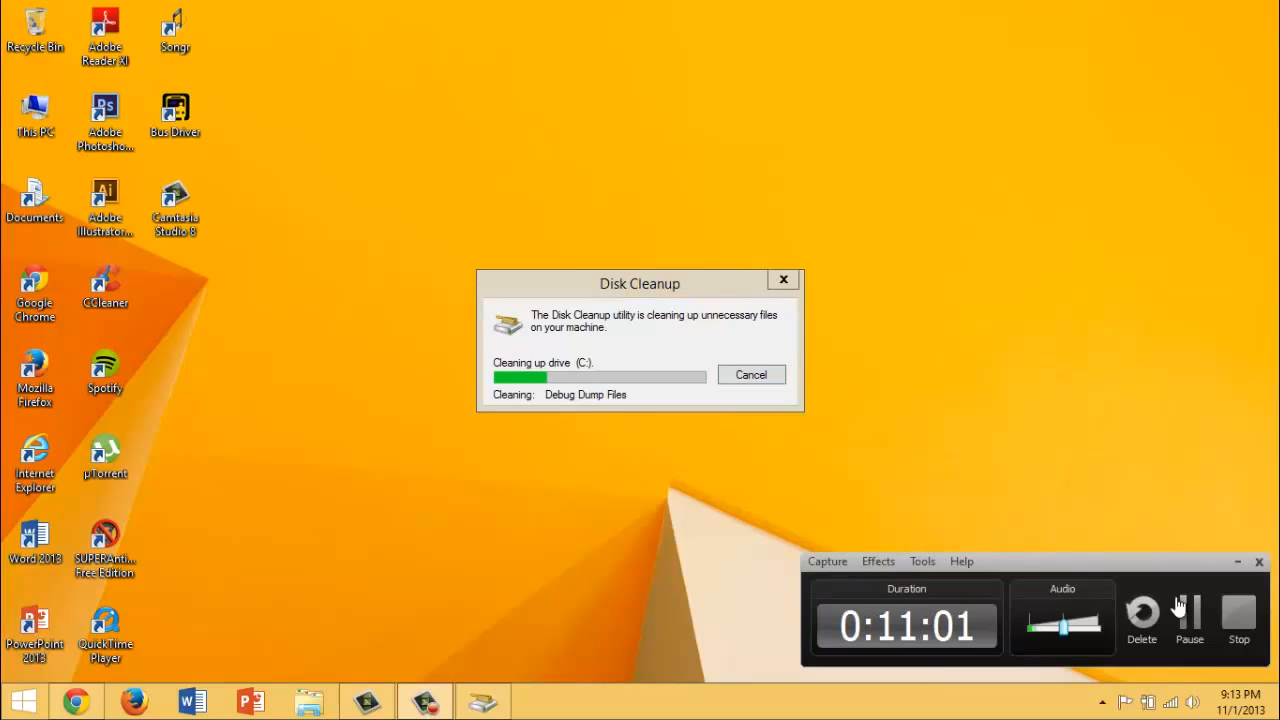 Recycle Bin
Adobe
Reader XI
Songr
This PC
Adobe
Photosho...
Bus Driver
Documents
Adobe
Illustrator...
Camtasia
Studio 8
Google
Chrome
CCleaner
Mozilla
Firefox
Spotify
Internet
Explorer
µTorrent
Word 2013
SUPERAnti...
Free Edition
PowerPoint
2013
QuickTime
Player
Disk Cleanup
The Disk Cleanup utility is cleaning up unnecessary files
on your machine.
Cleaning up drive (C:).
Cancel
Cleaning: Debug Dump Files
Capture Effects Tools Help
Duration
Audio
0:11:01
Delete
Pause
Stop
9:13 PM
11/1/2013